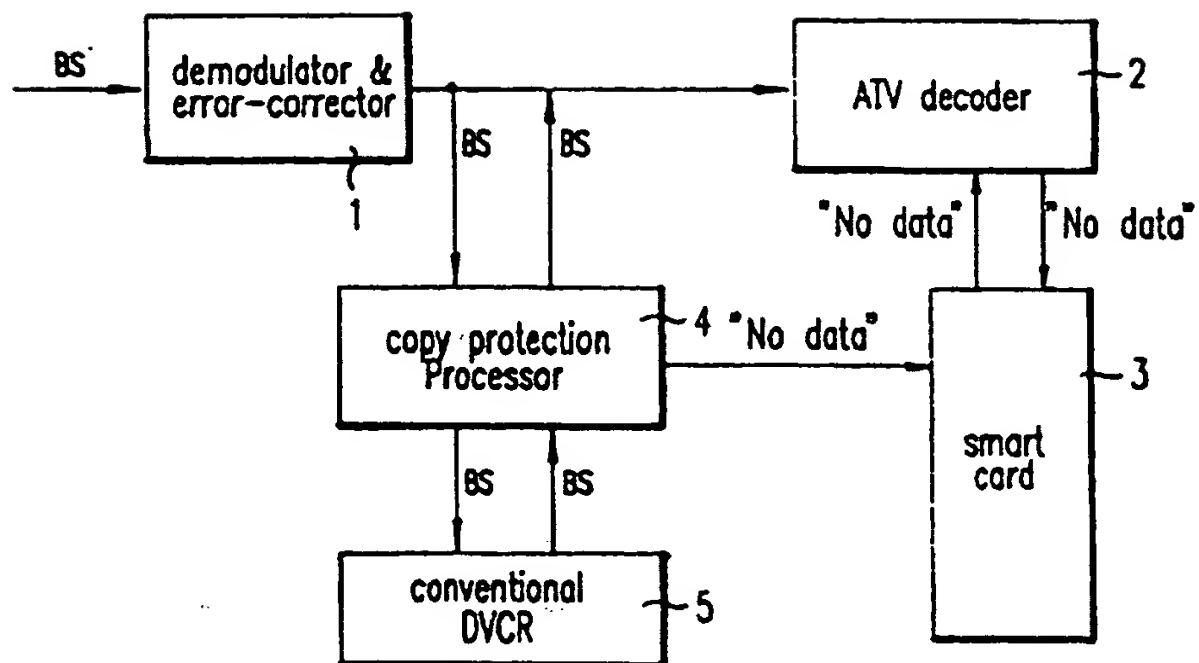 BS
demodulator &
error-corrector
1
ATV decoder
2
BS
BS
"No data"
"No data"
copy protection
Processor
4
"No data"
smart
card
3
BS
BS
conventional
DVCR
5